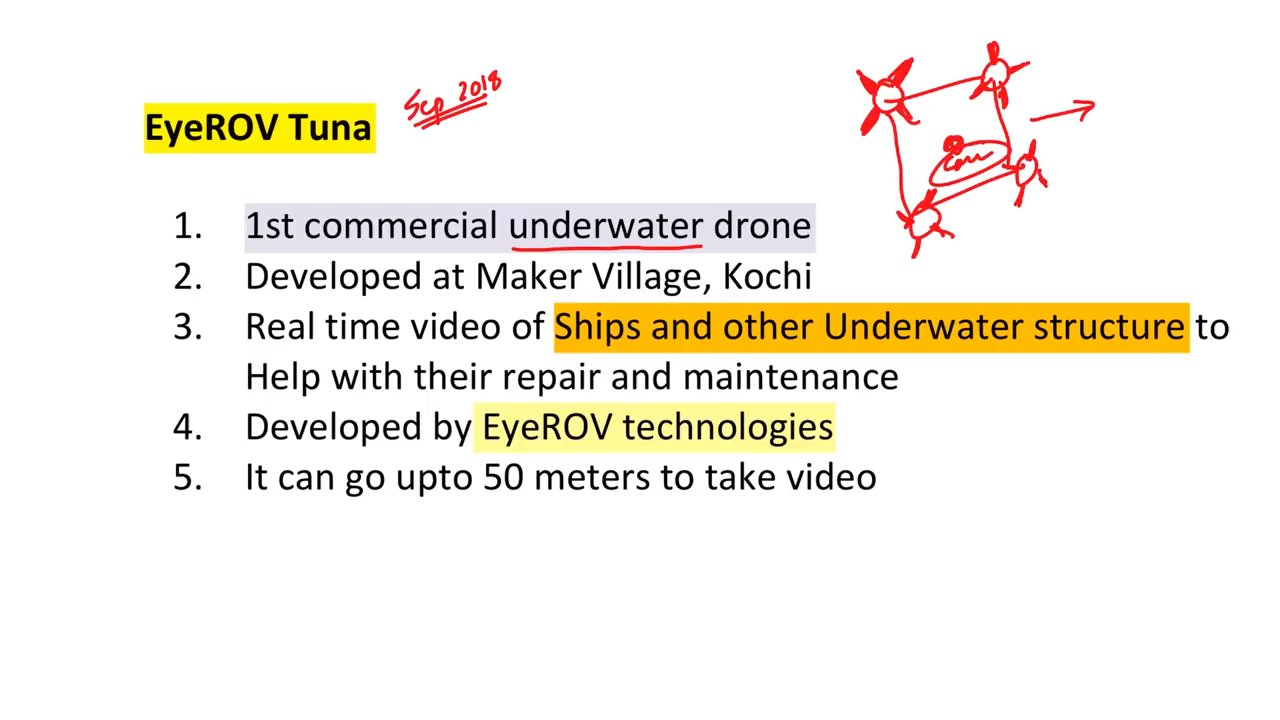 Sep 2018
EyeROV Tuna
1. 1st commercial underwater drone
2. Developed at Maker Village, Kochi
3. Real time video of Ships and other Underwater structure to
Help with their repair and maintenance
4. Developed by EyeROV technologies
5. It can go upto 50 meters to take video